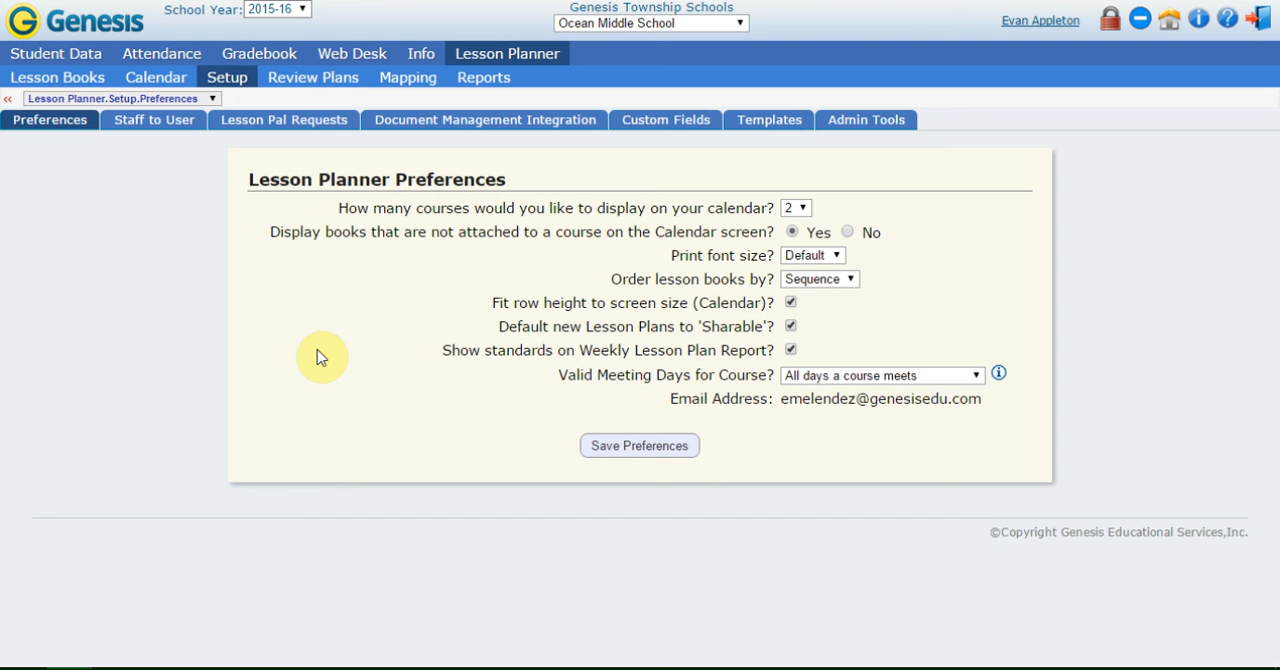 Genesis
School Year: 2015-16
Genesis Township Schools
Ocean Middle School
Evan Appleton
Student Data Attendance Gradebook Web Desk Info Lesson Planner
Lesson Books Calendar Setup Review Plans Mapping Reports
« Lesson Planner.Setup.Preferences
Preferences Staff to User Lesson Pal Requests Document Management Integration Custom Fields Templates Admin Tools
Lesson Planner Preferences
How many courses would you like to display on your calendar? 2
Display books that are not attached to a course on the Calendar screen? Yes No
Print font size? Default
Order lesson books by? Sequence
Fit row height to screen size (Calendar)?
Default new Lesson Plans to 'Sharable'?
Show standards on Weekly Lesson Plan Report?
Valid Meeting Days for Course? All days a course meets
Email Address: emelendez@genesisedu.com
Save Preferences
©Copyright Genesis Educational Services,Inc.